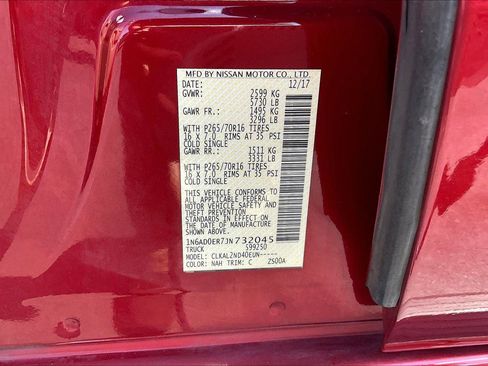 MFD BY NISSAN MOTOR CO., LTD.
DATE: 12/17
GVWR: 2599 KG
5730 LB
GAWR FR.: 1495 KG
3296 LB
WITH P265/70R16 TIRES
16 X 7.0 RIMS AT 35 PSI
COLD SINGLE
GAWR RR.: 1511 KG
3331 LB
WITH P265/70R16 TIRES
16 X 7.0 RIMS AT 35 PSI
COLD SINGLE
THIS VEHICLE CONFORMS TO
ALL APPLICABLE FEDERAL
MOTOR VEHICLE SAFETY AND
THEFT PREVENTION
STANDARDS IN EFFECT ON
THE DATE OF MANUFACTURE
SHOWN ABOVE.
1N6AD0ER7JN732045
TRUCK S99250
MODEL: CLKAL2ND40EUN-----
COLOR: NAH TRIM: C ZS00A